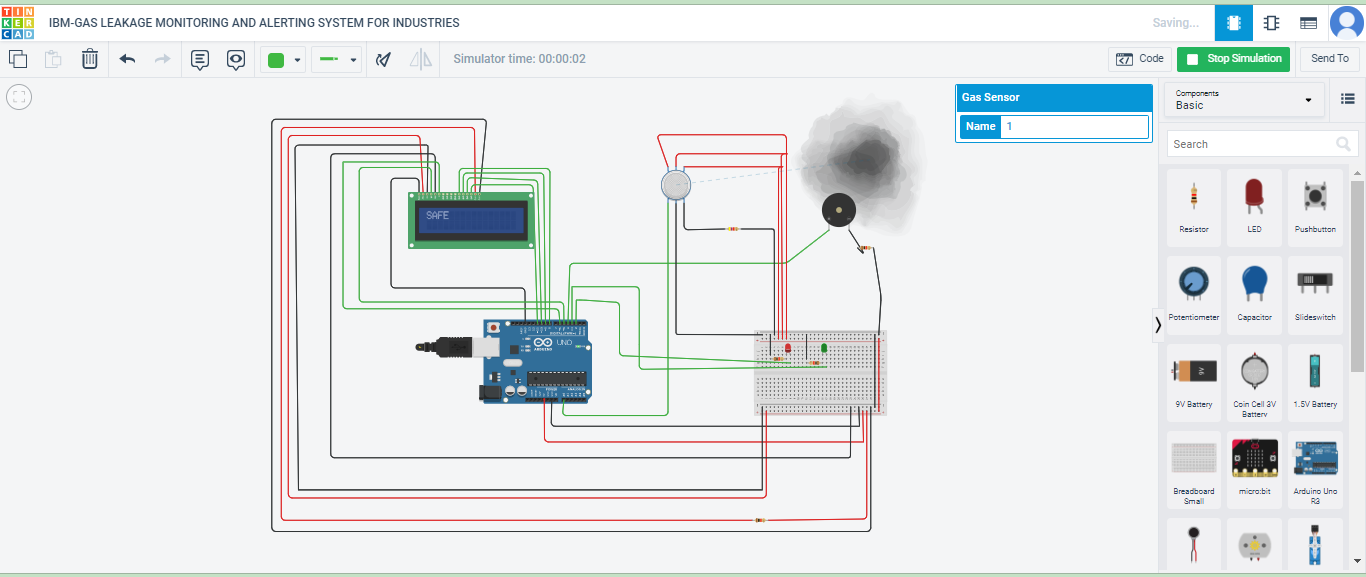 TIN
KER
CAD
IBM-GAS LEAKAGE MONITORING AND ALERTING SYSTEM FOR INDUSTRIES
Saving...
Simulator time: 00:00:02
Code
Stop Simulation
Send To
Gas Sensor
Name 1
Components
Basic
Search
SAFE
UNO
ARDUINO
Resistor
LED
Pushbutton
Potentiometer
Capacitor
Slideswitch
9V
9V Battery
Coin Cell 3V
Battery
1.5V Battery
Breadboard
Small
micro:bit
Arduino Uno
R3